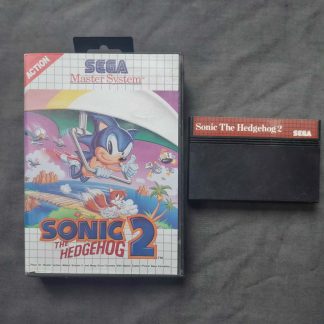 ACTION
SEGA
Master System
SONIC
THE
HEDGEHOG
2
Sonic The Hedgehog 2
SEGA